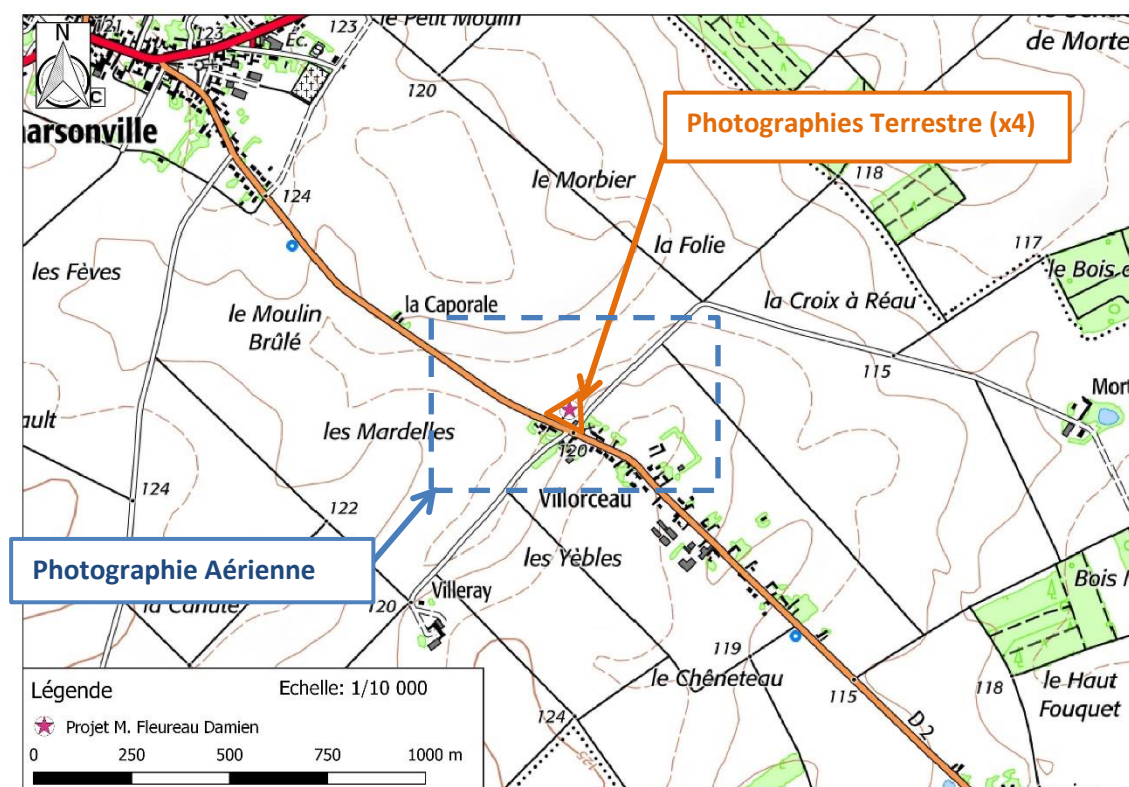 121
123
Éc.
le Petit Moulin
123
de Morte
N
C
arsonville
120
Photographies Terrestre (x4)
124
le Morbier
118
la Folie
117
les Fèves
le Bois d
le Moulin
Brûlé
la Caporale
la Croix à Réau
115
Mort
ault
les Mardelles
120
124
122
Villorceau
Photographie Aérienne
les Yèbles
Villeray
120
Bois
119
le Chêneteau
115
118
le Haut
Fouquet
124
125
D2
Légende
Echelle: 1/10 000
Projet M. Fleureau Damien
0
250
500
750
1000 m